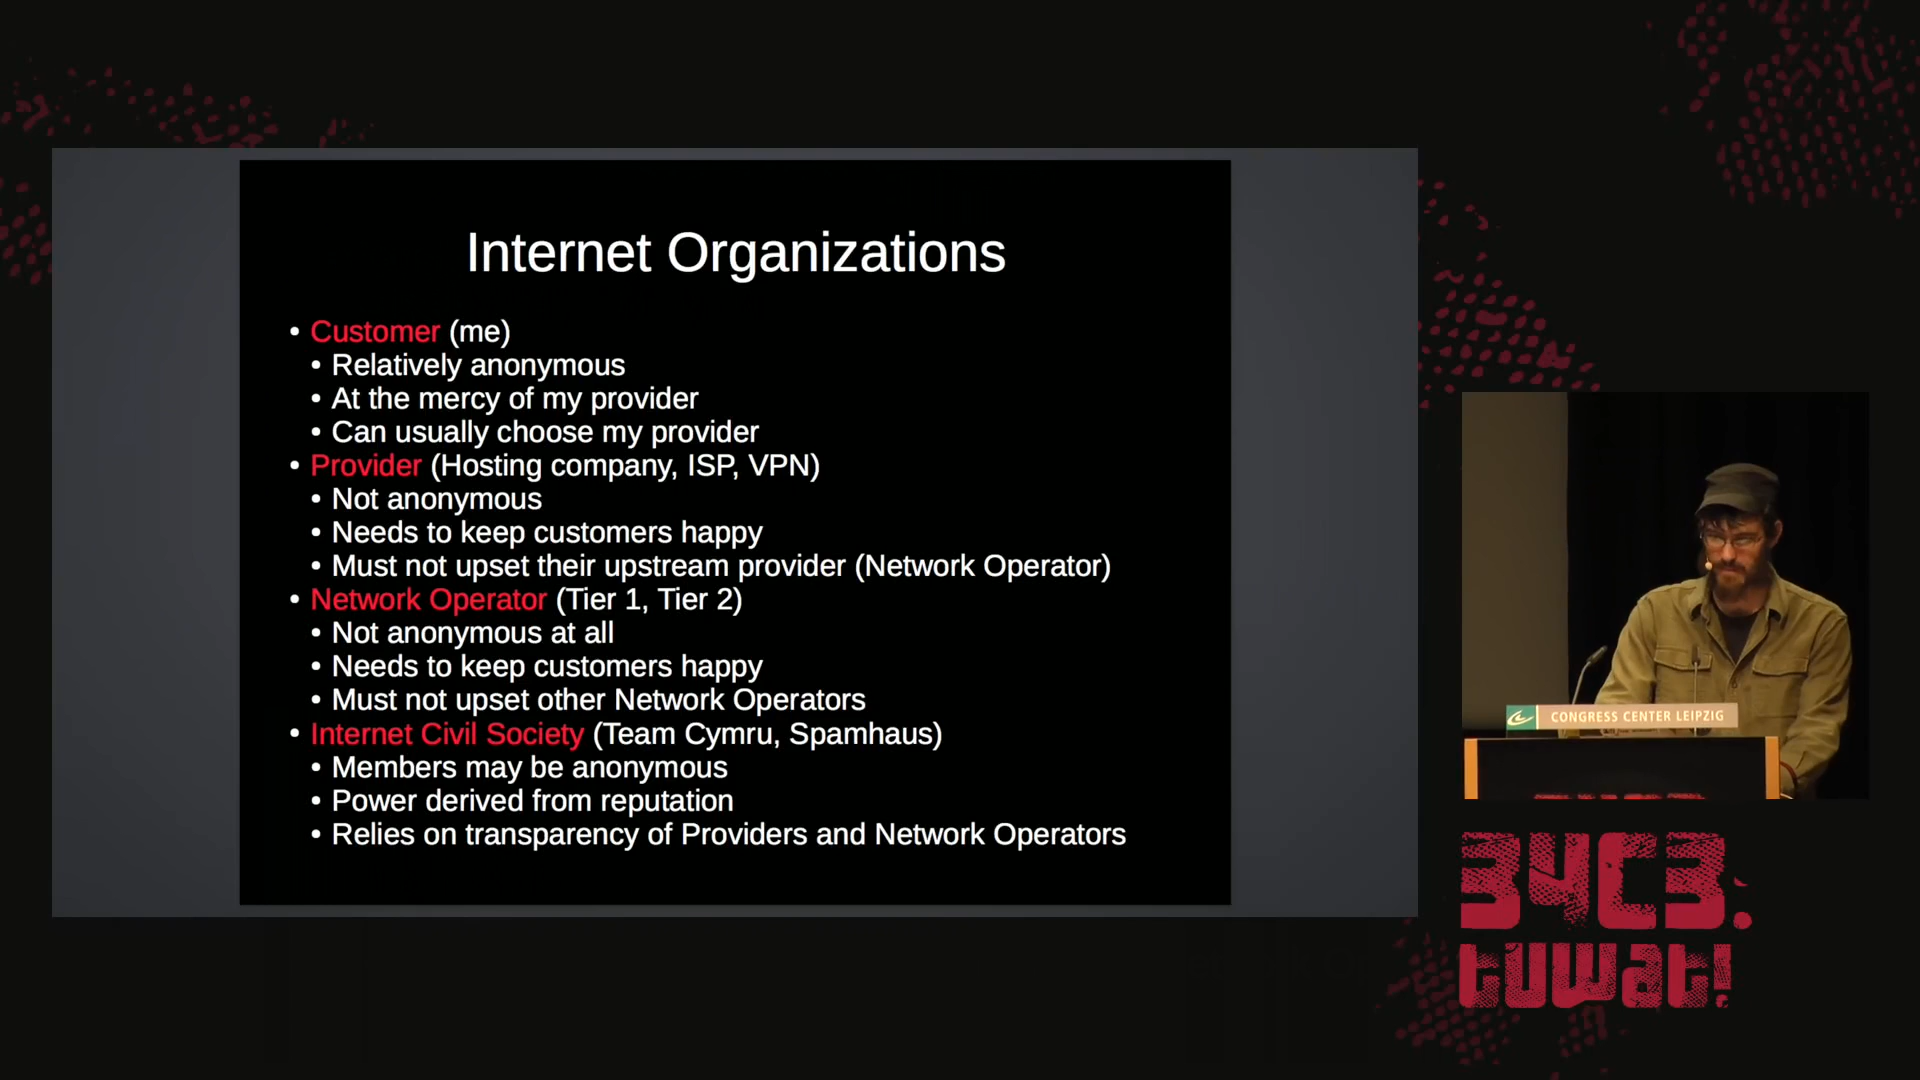 Internet Organizations
• Customer (me)
• Relatively anonymous
• At the mercy of my provider
• Can usually choose my provider
• Provider (Hosting company, ISP, VPN)
• Not anonymous
• Needs to keep customers happy
• Must not upset their upstream provider (Network Operator)
• Network Operator (Tier 1, Tier 2)
• Not anonymous at all
• Needs to keep customers happy
• Must not upset other Network Operators
• Internet Civil Society (Team Cymru, Spamhaus)
• Members may be anonymous
• Power derived from reputation
• Relies on transparency of Providers and Network Operators
CONGRESS CENTER LEIPZIG
34C3.
tuwat!